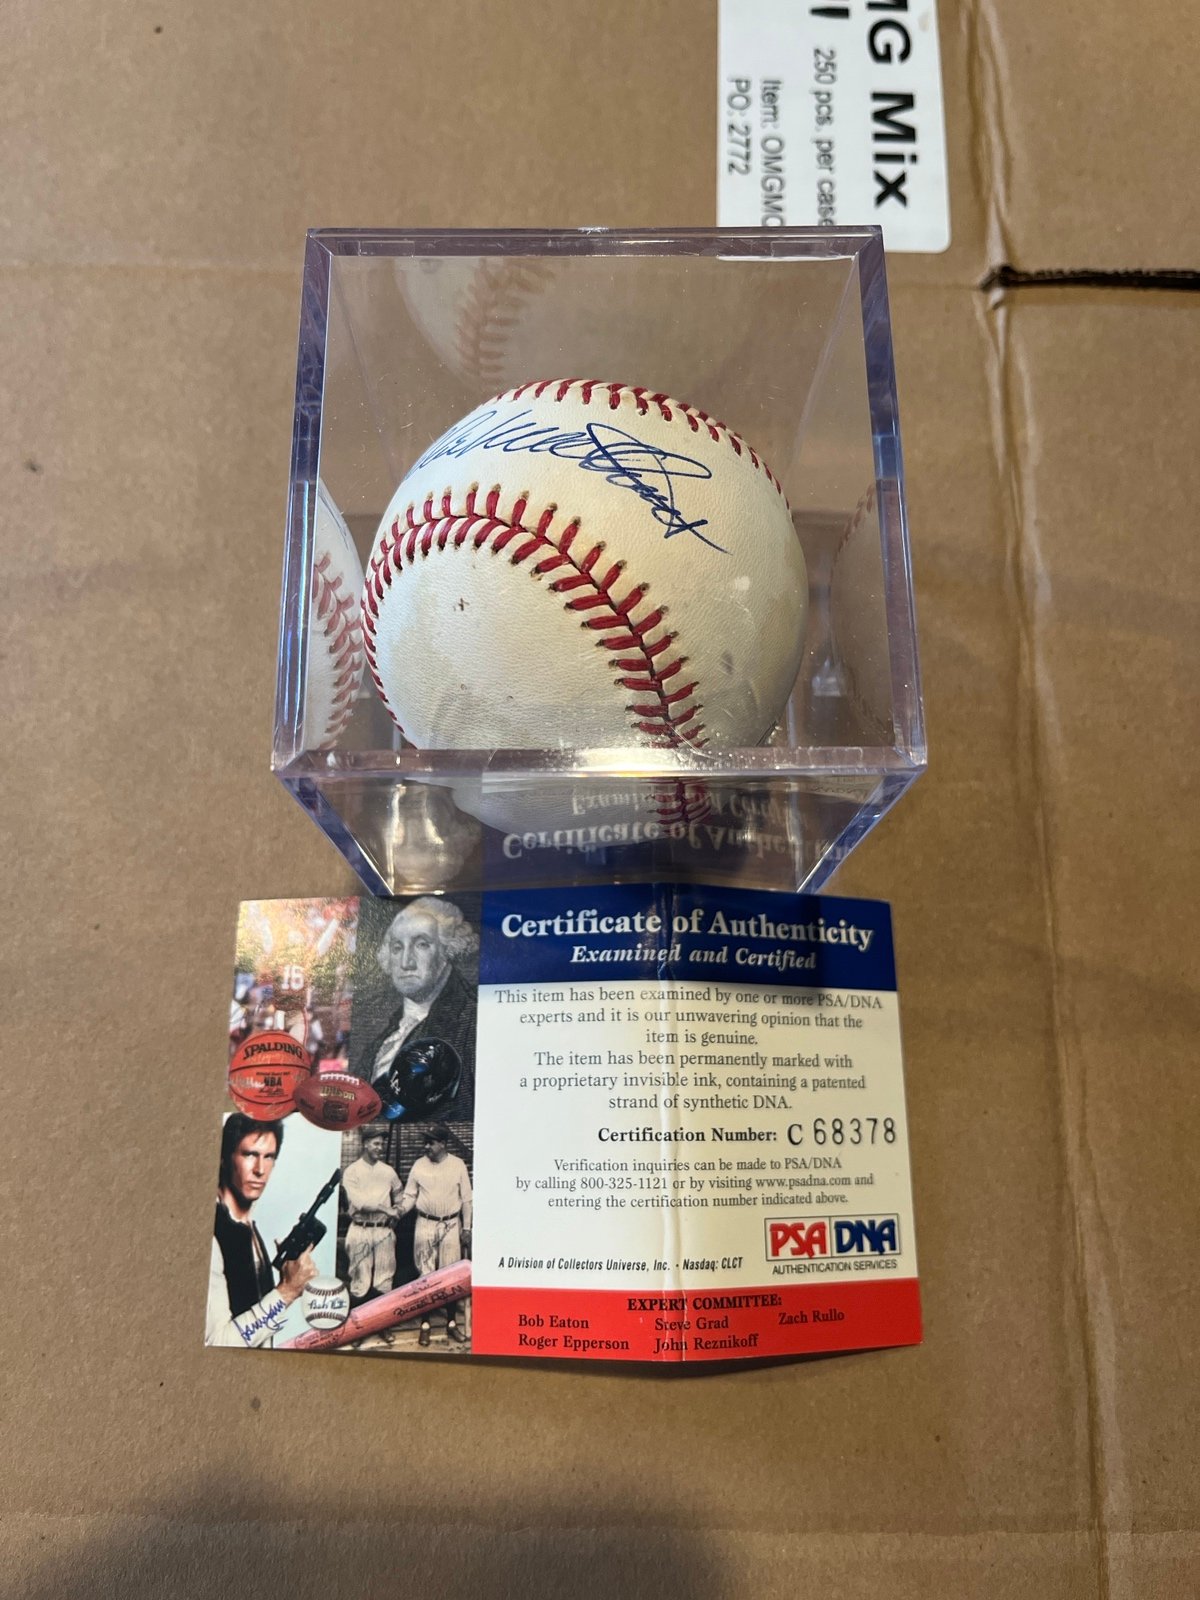 MG Mix
250 pcs. per case
Item: OMGMC
PO: 2772
Certificate of Authenticity
Examined and Certified
This item has been examined by one or more PSA/DNA
experts and it is our unwavering opinion that the
item is genuine.
The item has been permanently marked with
a proprietary invisible ink, containing a patented
strand of synthetic DNA.
Certification Number: C 68378
Verification inquiries can be made to PSA/DNA
by calling 800-325-1121 or by visiting www.psadna.com and
entering the certification number indicated above.
PSA DNA
AUTHENTICATION SERVICES
A Division of Collectors Universe, Inc. • Nasdaq: CLCT
EXPERT COMMITTEE:
Bob Eaton Steve Grad Zach Rullo
Roger Epperson John Reznikoff
15
SPALDING
NBA
Wilson